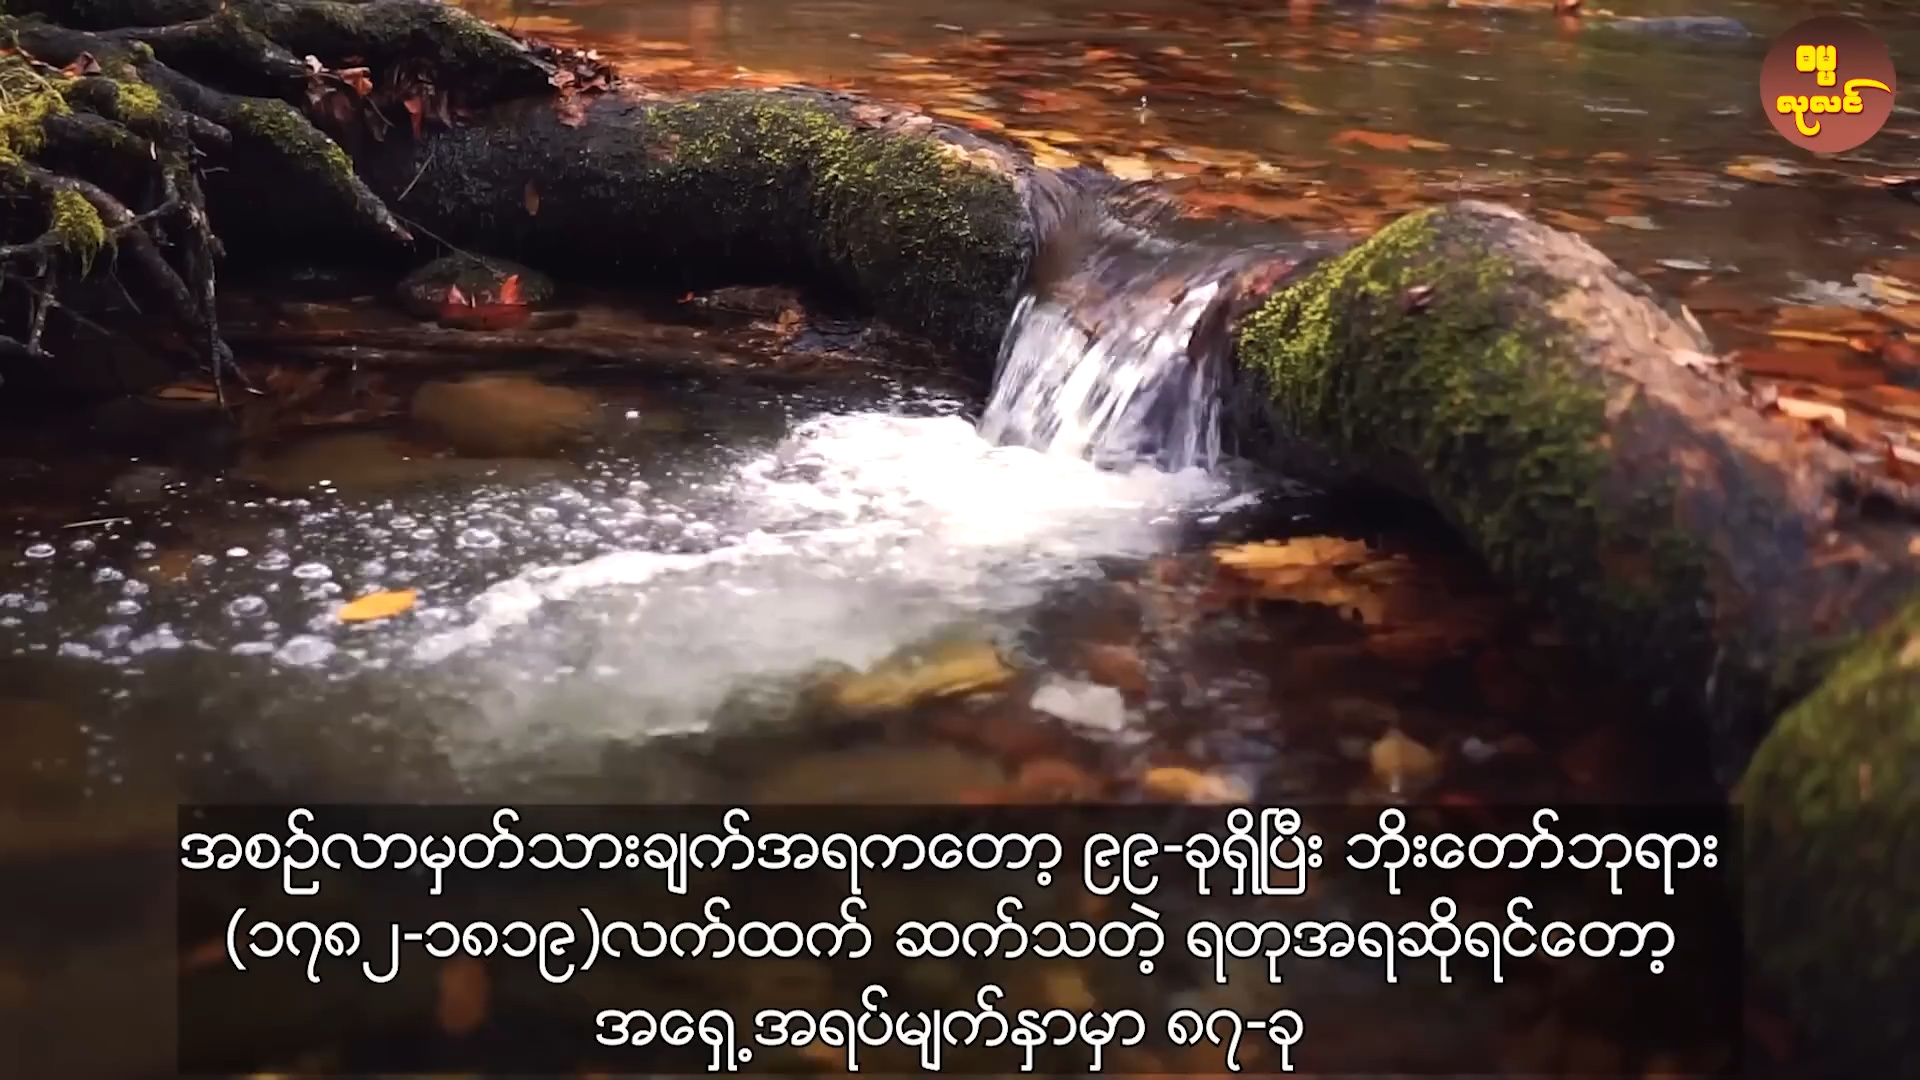 ဓမ္မ
လုလင်
အစဉ်လာမှတ်သားချက်အရကတော့ ၉၉-ခုရှိပြီး ဘိုးတော်ဘုရား
(၁၇၈၂-၁၈၁၉)လက်ထက် ဆက်သတဲ့ ရတုအရဆိုရင်တော့
အရှေ့အရပ်မျက်နှာမှာ ၈၇-ခု